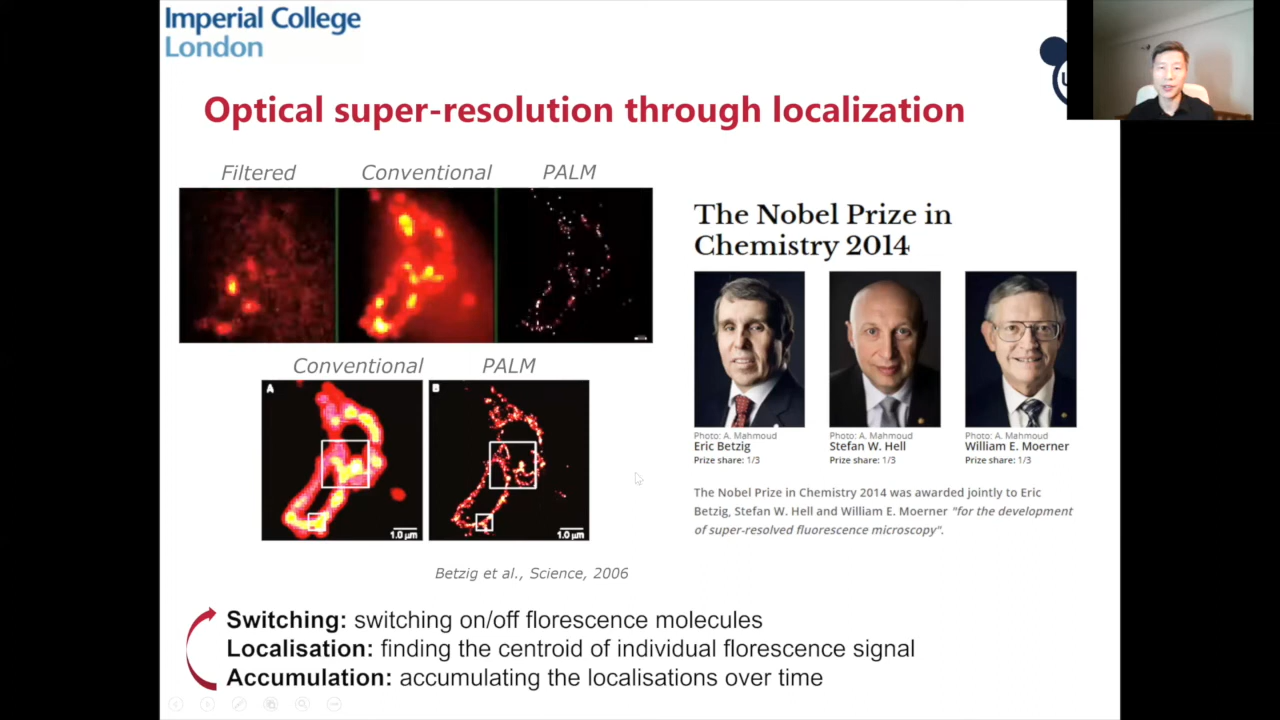 Imperial College
London
Optical super-resolution through localization
Filtered
Conventional
PALM
Conventional
PALM
A
B
1.0 µm
1.0 µm
Betzig et al., Science, 2006
The Nobel Prize in
Chemistry 2014
Photo: A. Mahmoud
Eric Betzig
Prize share: 1/3
Photo: A. Mahmoud
Stefan W. Hell
Prize share: 1/3
Photo: A. Mahmoud
William E. Moerner
Prize share: 1/3
The Nobel Prize in Chemistry 2014 was awarded jointly to Eric
Betzig, Stefan W. Hell and William E. Moerner "for the development
of super-resolved fluorescence microscopy".
Switching: switching on/off florescence molecules
Localisation: finding the centroid of individual florescence signal
Accumulation: accumulating the localisations over time